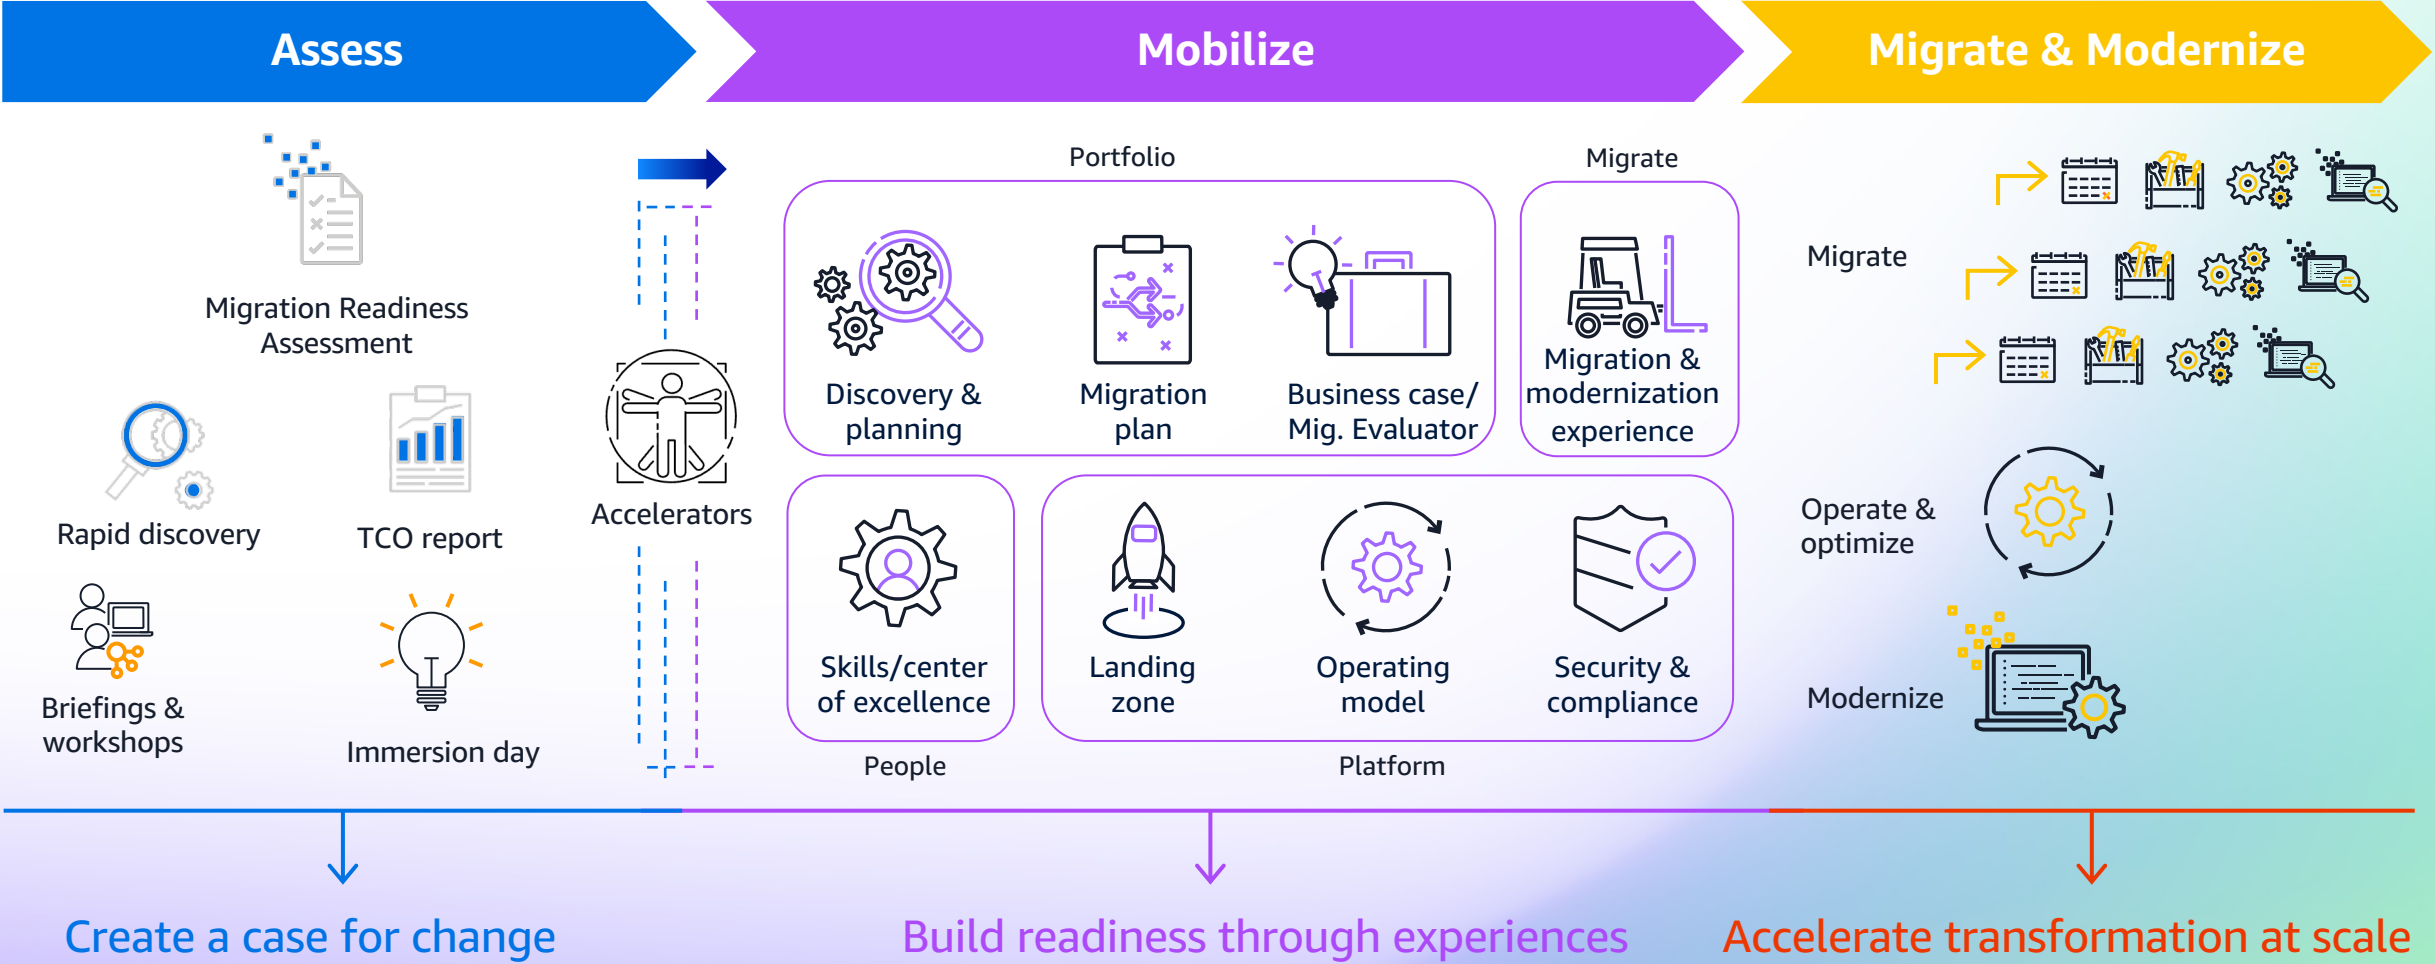 Assess
Mobilize
Migrate & Modernize
Migration Readiness
Assessment
Rapid discovery
TCO report
Briefings &
workshops
Immersion day
Accelerators
Portfolio
Discovery &
planning
Migration
plan
Business case/
Mig. Evaluator
Migrate
Migration &
modernization
experience
Skills/center
of excellence
People
Landing
zone
Operating
model
Security &
compliance
Platform
Migrate
Operate &
optimize
Modernize
Create a case for change
Build readiness through experiences
Accelerate transformation at scale